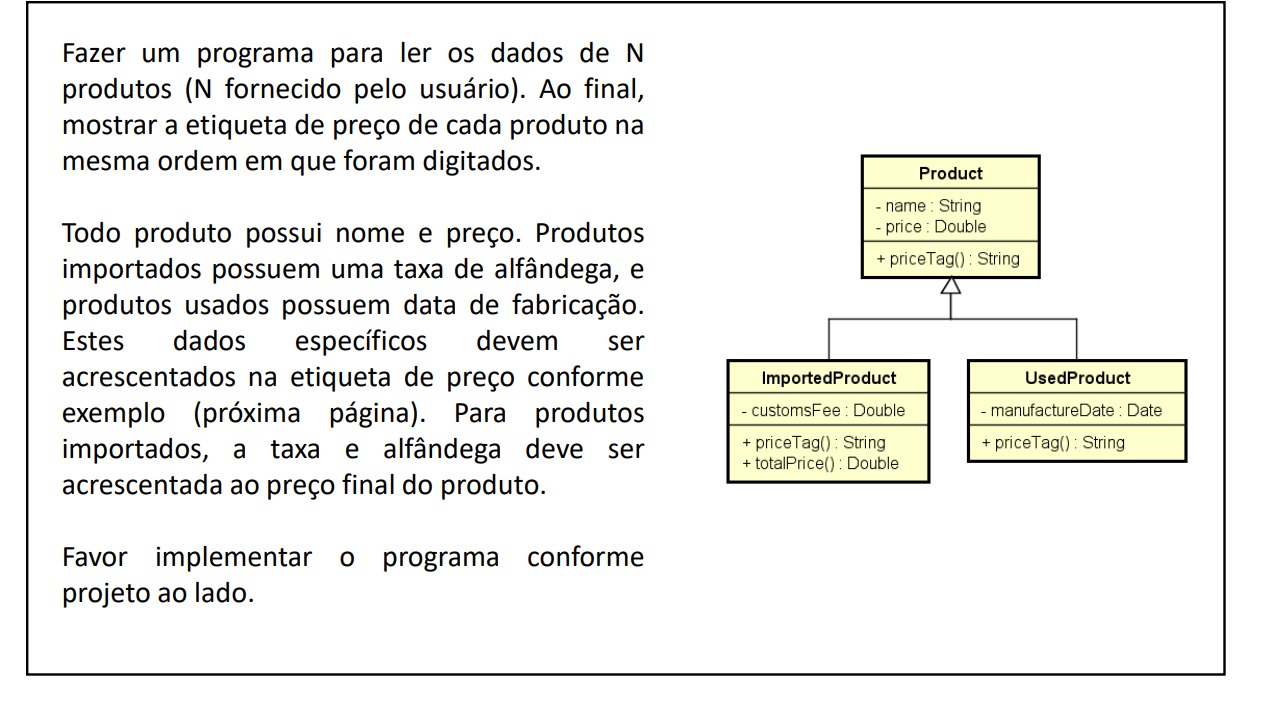 Fazer um programa para ler os dados de N
produtos (N fornecido pelo usuário). Ao final,
mostrar a etiqueta de preço de cada produto na
mesma ordem em que foram digitados.
Todo produto possui nome e preço. Produtos
importados possuem uma taxa de alfândega, e
produtos usados possuem data de fabricação.
Estes dados específicos devem ser
acrescentados na etiqueta de preço conforme
exemplo (próxima página). Para produtos
importados, a taxa e alfândega deve ser
acrescentada ao preço final do produto.
Favor implementar o programa conforme
projeto ao lado.
Product
- name : String
- price : Double
+ priceTag() : String
ImportedProduct
- customsFee : Double
+ priceTag() : String
+ totalPrice() : Double
UsedProduct
- manufactureDate : Date
+ priceTag() : String